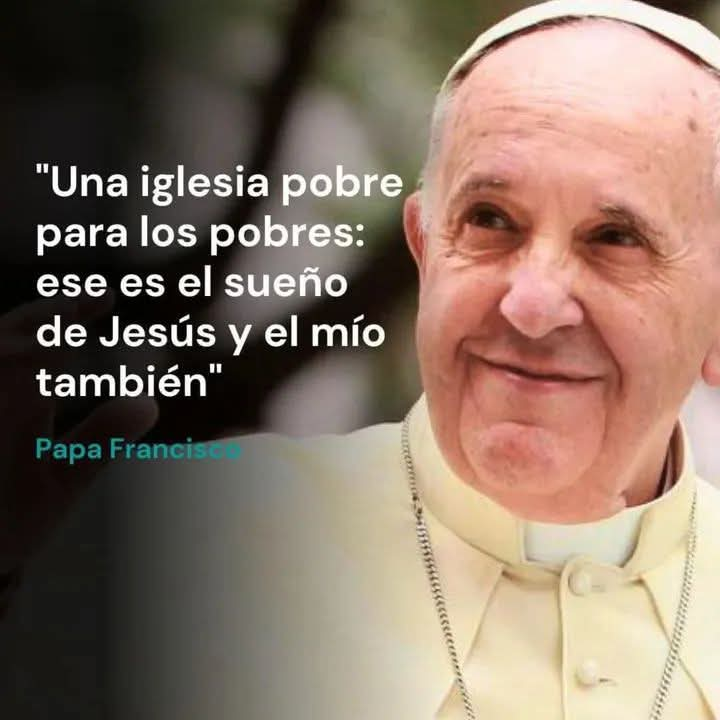 "Una iglesia pobre
para los pobres:
ese es el sueño
de Jesús y el mío
también"
Papa Francisco